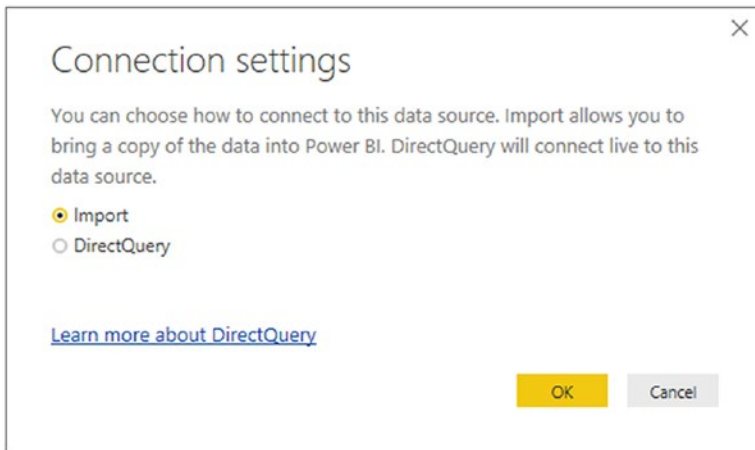 Connection settings
You can choose how to connect to this data source. Import allows you to
bring a copy of the data into Power BI. DirectQuery will connect live to this
data source.
Import
DirectQuery
Learn more about DirectQuery
OK Cancel